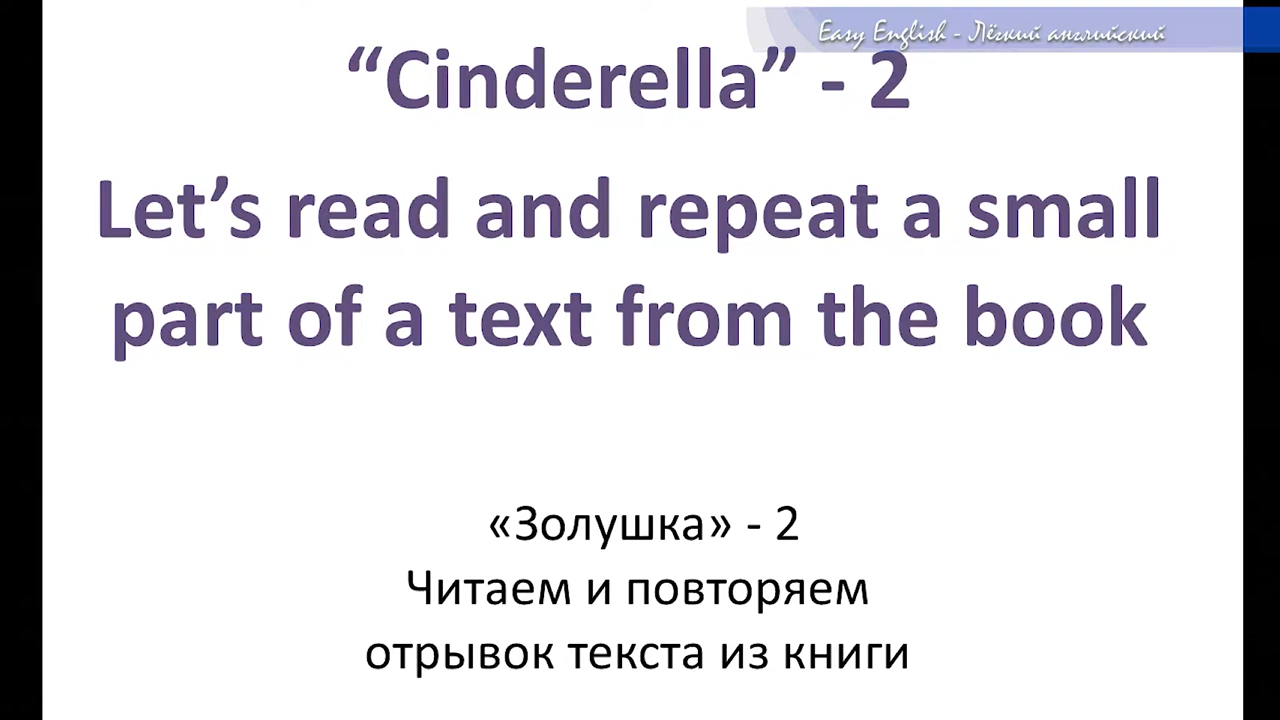 Easy English - Лёгкий английский
“Cinderella” - 2
Let’s read and repeat a small
part of a text from the book
«Золушка» - 2
Читаем и повторяем
отрывок текста из книги